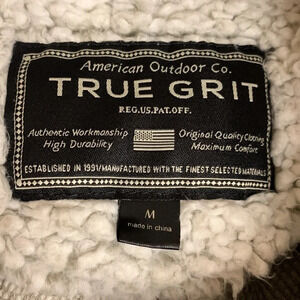 American Outdoor Co.
TRUE GRIT
REG.US.PAT.OFF.
Authentic Workmanship
High Durability
Original Quality Clothing
Maximum Comfort
ESTABLISHED IN 1991/MANUFACTURED WITH THE FINEST SELECTED MATERIALS
M
made in china